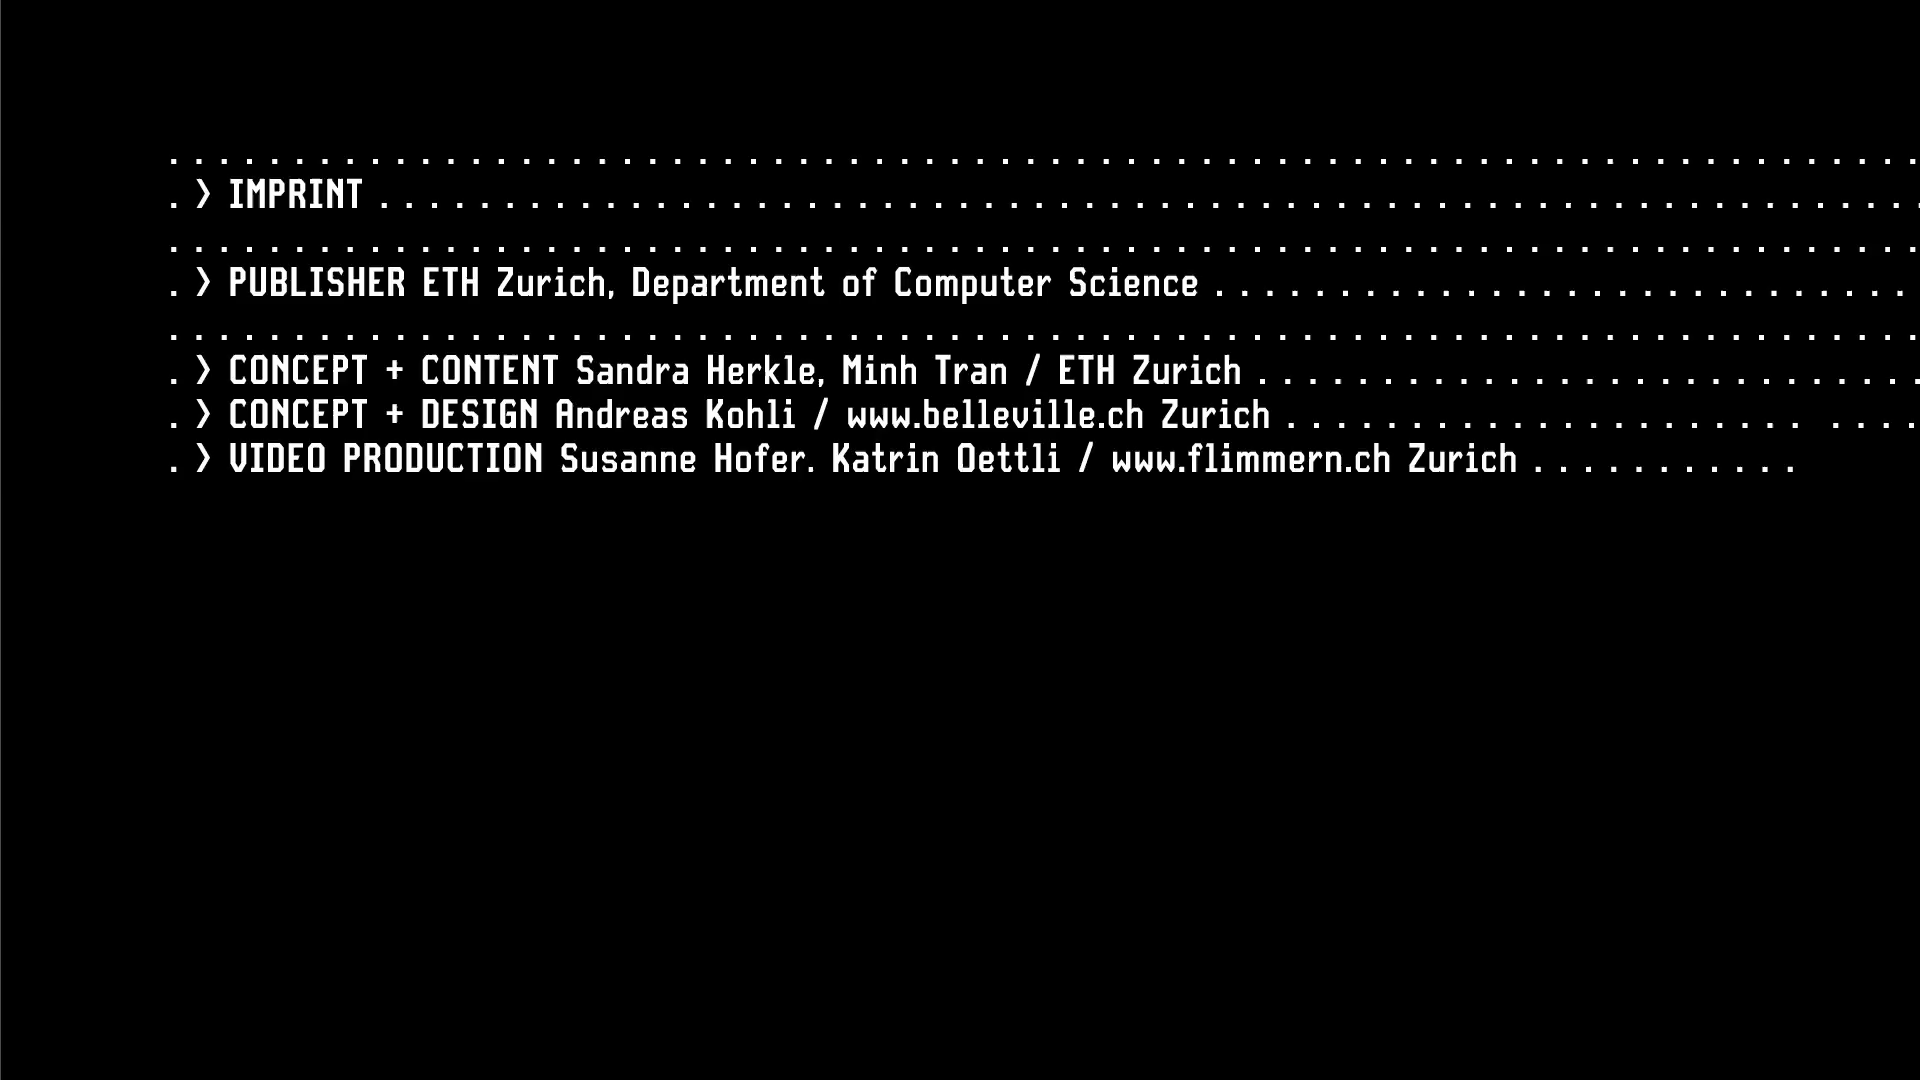 . . . . . . . . . . . . . . . . . . . . . . . . . . . . . . . . . . . . . . . . . . . . . . . . . . . . . . . . . . . . . . . . . . . . . .
. > IMPRINT . . . . . . . . . . . . . . . . . . . . . . . . . . . . . . . . . . . . . . . . . . . . . . . . . . . . . . . . . . . . . .
. . . . . . . . . . . . . . . . . . . . . . . . . . . . . . . . . . . . . . . . . . . . . . . . . . . . . . . . . . . . . . . . . . . . . .
. > PUBLISHER ETH Zurich, Department of Computer Science . . . . . . . . . . . . . . . . . . . . . . . . . . . .
. . . . . . . . . . . . . . . . . . . . . . . . . . . . . . . . . . . . . . . . . . . . . . . . . . . . . . . . . . . . . . . . . . . . . .
. > CONCEPT + CONTENT Sandra Herkle, Minh Tran / ETH Zurich . . . . . . . . . . . . . . . . . . . . . . . . . . .
. > CONCEPT + DESIGN Andreas Kohli / www.belleville.ch Zurich . . . . . . . . . . . . . . . . . . . . . . . . .
. > VIDEO PRODUCTION Susanne Hofer. Katrin Oettli / www.flimmern.ch Zurich . . . . . . . . . . .